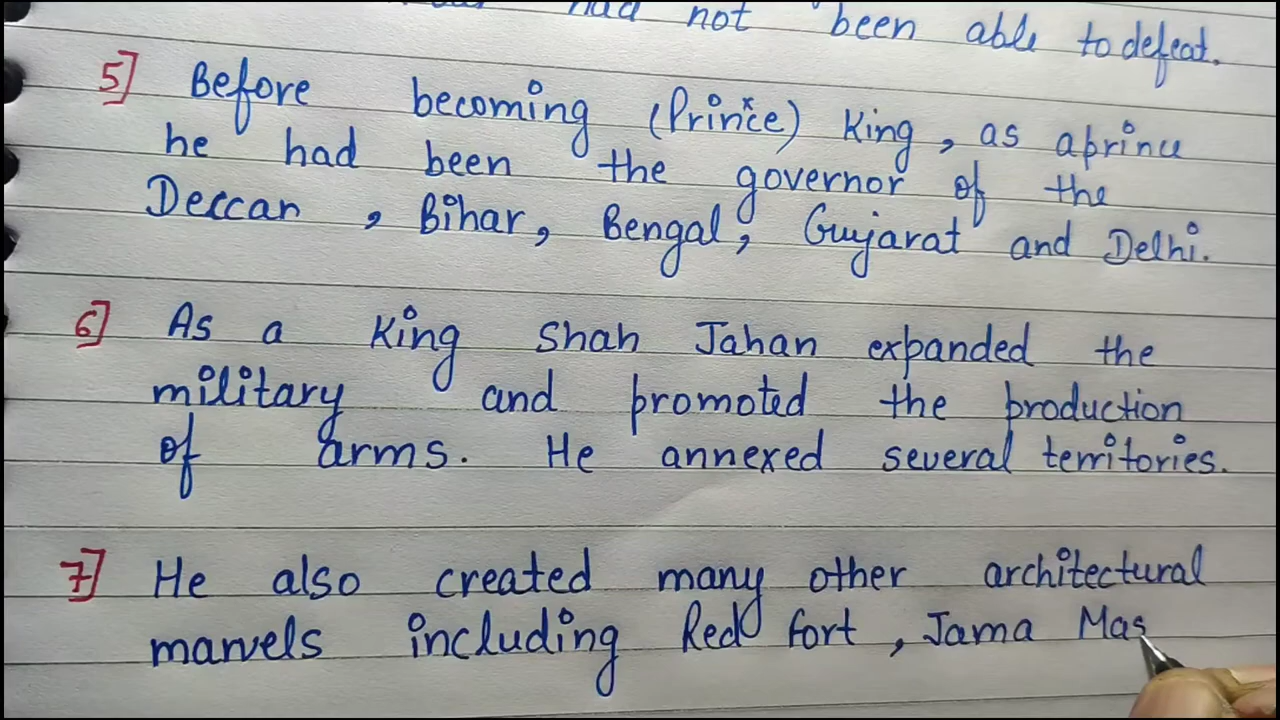 had not been able to defeat.
5] Before becoming (Prince) King, as a prince
he had been the governor of the
Deccan, Bihar, Bengal, Gujarat and Delhi.
6] As a King Shah Jahan expanded the
military and promoted the production
of arms. He annexed several territories.
7] He also created many other architectural
marvels including Red fort, Jama Mas